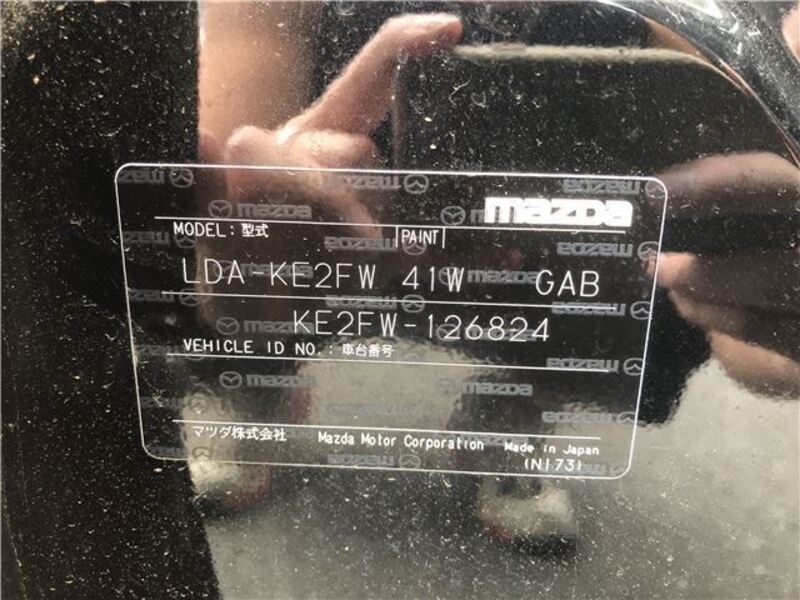 mazda
MODEL: 型式 PAINT
LDA-KE2FW 41W GAB
KE2FW-126824
VEHICLE ID NO.: 車台番号
マツダ株式会社 Mazda Motor Corporation Made in Japan
(N173)